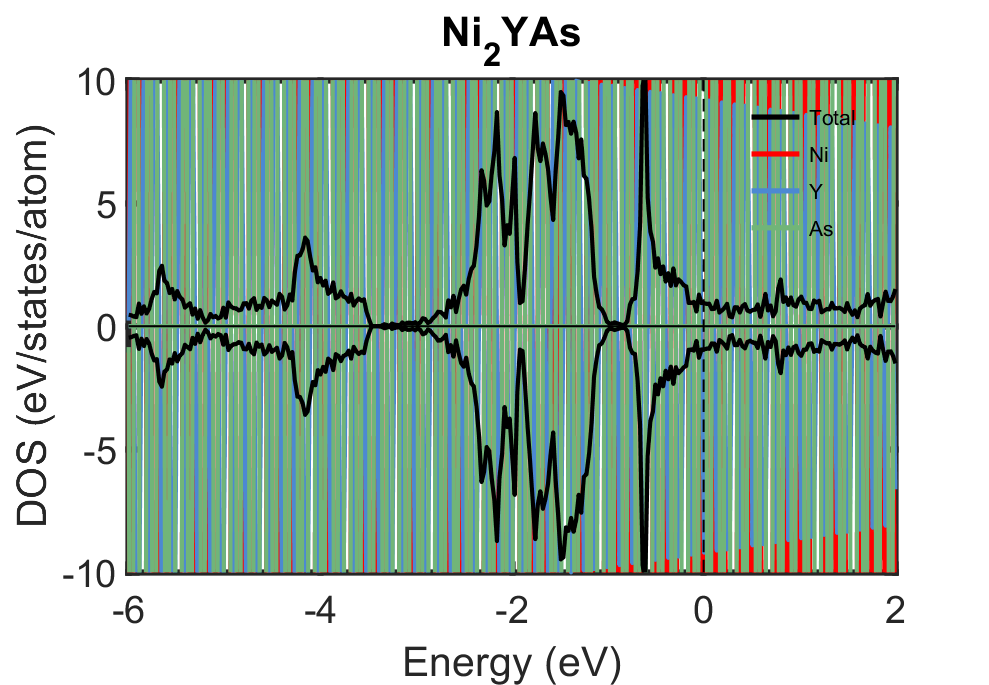 Ni2YAs
DOS (eV/states/atom)
10
5
0
-5
-10
Total
Ni
Y
As
-6 -4 -2 0 2
Energy (eV)